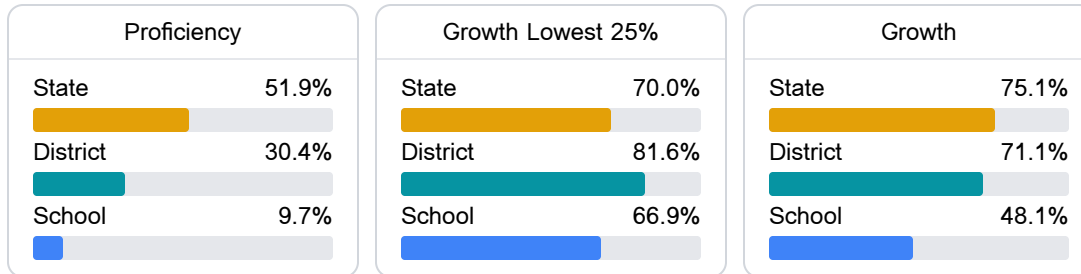 Proficiency
State 51.9%
District 30.4%
School 9.7%
Growth Lowest 25%
State 70.0%
District 81.6%
School 66.9%
Growth
State 75.1%
District 71.1%
School 48.1%